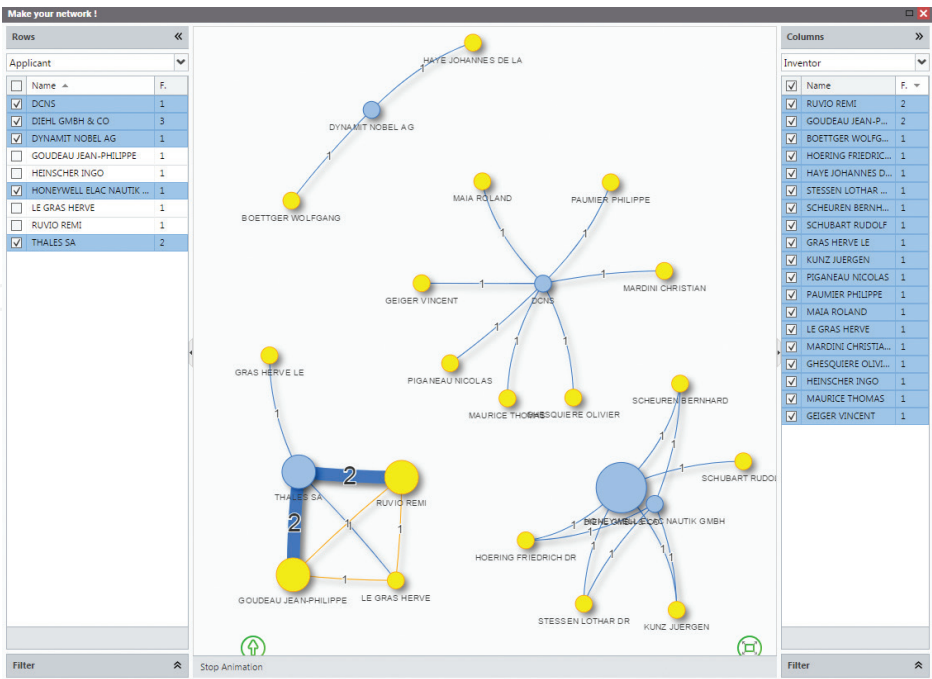 Make your network !
Rows
Applicant
Name F.
DCNS 1
DIEHL GMBH & CO 3
DYNAMIT NOBEL AG 1
GOUDEAU JEAN-PHILIPPE 1
HEINSCHER INGO 1
HONEYWELL ELAC NAUTIK ... 1
LE GRAS HERVE 1
RUVIO REMI 1
THALES SA 2
Filter
HAYE JOHANNES DE LA
1
DYNAMIT NOBEL AG
1
BOETTGER WOLFGANG
MAIA ROLAND
PAUMIER PHILIPPE
1
1
1
MARDINI CHRISTIAN
1
GEIGER VINCENT
DCNS
1
1
1
PIGANEAU NICOLAS
MAURICE THOMAS
GHESQUIERE OLIVIER
GRAS HERVE LE
1
THALES SA
2
RUVIO REMI
2
1
1
1
1
GOUDEAU JEAN-PHILIPPE
LE GRAS HERVE
SCHEUREN BERNHARD
1
1
1
SCHUBART RUDOL
NAUTIK GMBH
1
1
HOERING FRIEDRICH DR
1
1
1
1
STESSEN LOTHAR DR
KUNZ JUERGEN
Stop Animation
Columns
Inventor
Name F.
RUVIO REMI 2
GOUDEAU JEAN-P... 2
BOETTGER WOLFG... 1
HOERING FRIEDRIC... 1
HAYE JOHANNES D... 1
STESSEN LOTHAR ... 1
SCHEUREN BERNH... 1
SCHUBART RUDOLF 1
GRAS HERVE LE 1
KUNZ JUERGEN 1
PIGANEAU NICOLAS 1
PAUMIER PHILIPPE 1
MAIA ROLAND 1
LE GRAS HERVE 1
MARDINI CHRISTIA... 1
GHESQUIERE OLIVI... 1
HEINSCHER INGO 1
MAURICE THOMAS 1
GEIGER VINCENT 1
Filter